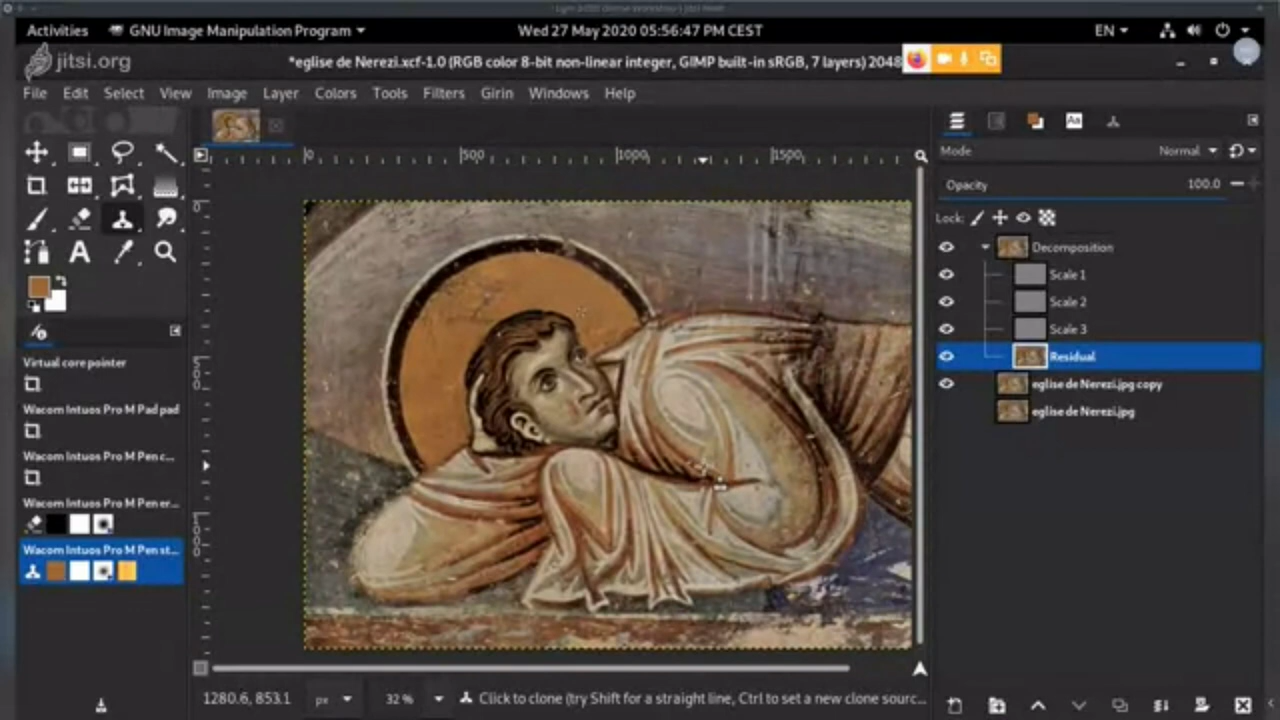 Activities GNU Image Manipulation Program Wed 27 May 2020 05:56:47 PM CEST EN
jitsi.org
*eglise de Nerezi.xcf-1.0 (RGB color 8-bit non-linear integer, GIMP built-in sRGB, 7 layers) 2048
File Edit Select View Image Layer Colors Tools Filters Girin Windows Help
0 500 1000 1500
Mode Normal
Opacity 100.0
Lock:
0
500
1000
Decomposition
Scale 1
Scale 2
Scale 3
Residual
eglise de Nerezi.jpg copy
eglise de Nerezi.jpg
A
Aa
Virtual core pointer
Wacom Intuos Pro M Pad pad
Wacom Intuos Pro M Pen c...
Wacom Intuos Pro M Pen er...
Wacom Intuos Pro M Pen st...
1280.6, 853.1 px 32 % Click to clone (try Shift for a straight line, Ctrl to set a new clone sourc...